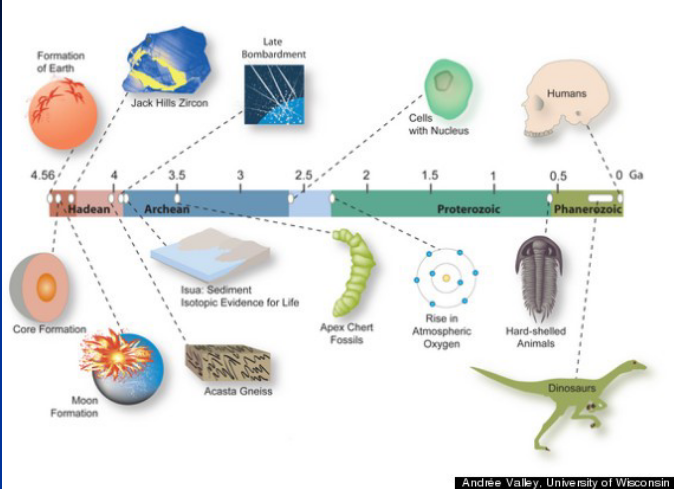 Formation
of Earth
Jack Hills Zircon
Late
Bombardment
Cells
with Nucleus
Humans
4.56 4 3 2.5 2 1.5 1 0.5 0 Ga
Hadean Archean Proterozoic Phanerozoic
3.5
Core Formation
Moon
Formation
Isua: Sediment
Isotopic Evidence for Life
Acasta Gneiss
Apex Chert
Fossils
Rise in
Atmospheric
Oxygen
Hard-shelled
Animals
Dinosaurs
Andrée Valley, University of Wisconsin